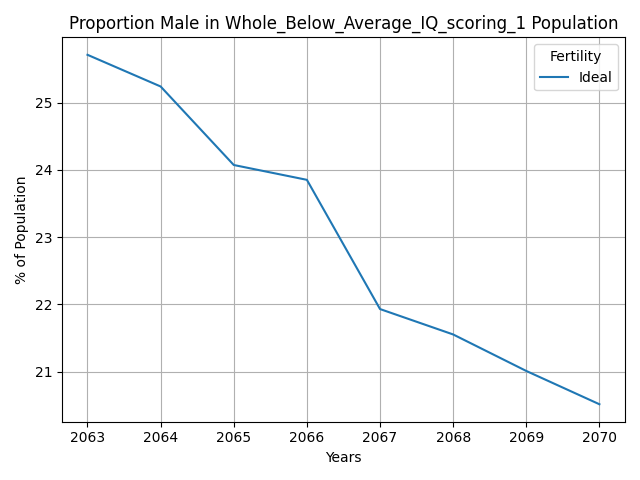 Proportion Male in Whole_Below_Average_IQ_scoring_1 Population
Fertility
Ideal
25
24
23
22
21
% of Population
2063 2064 2065 2066 2067 2068 2069 2070
Years